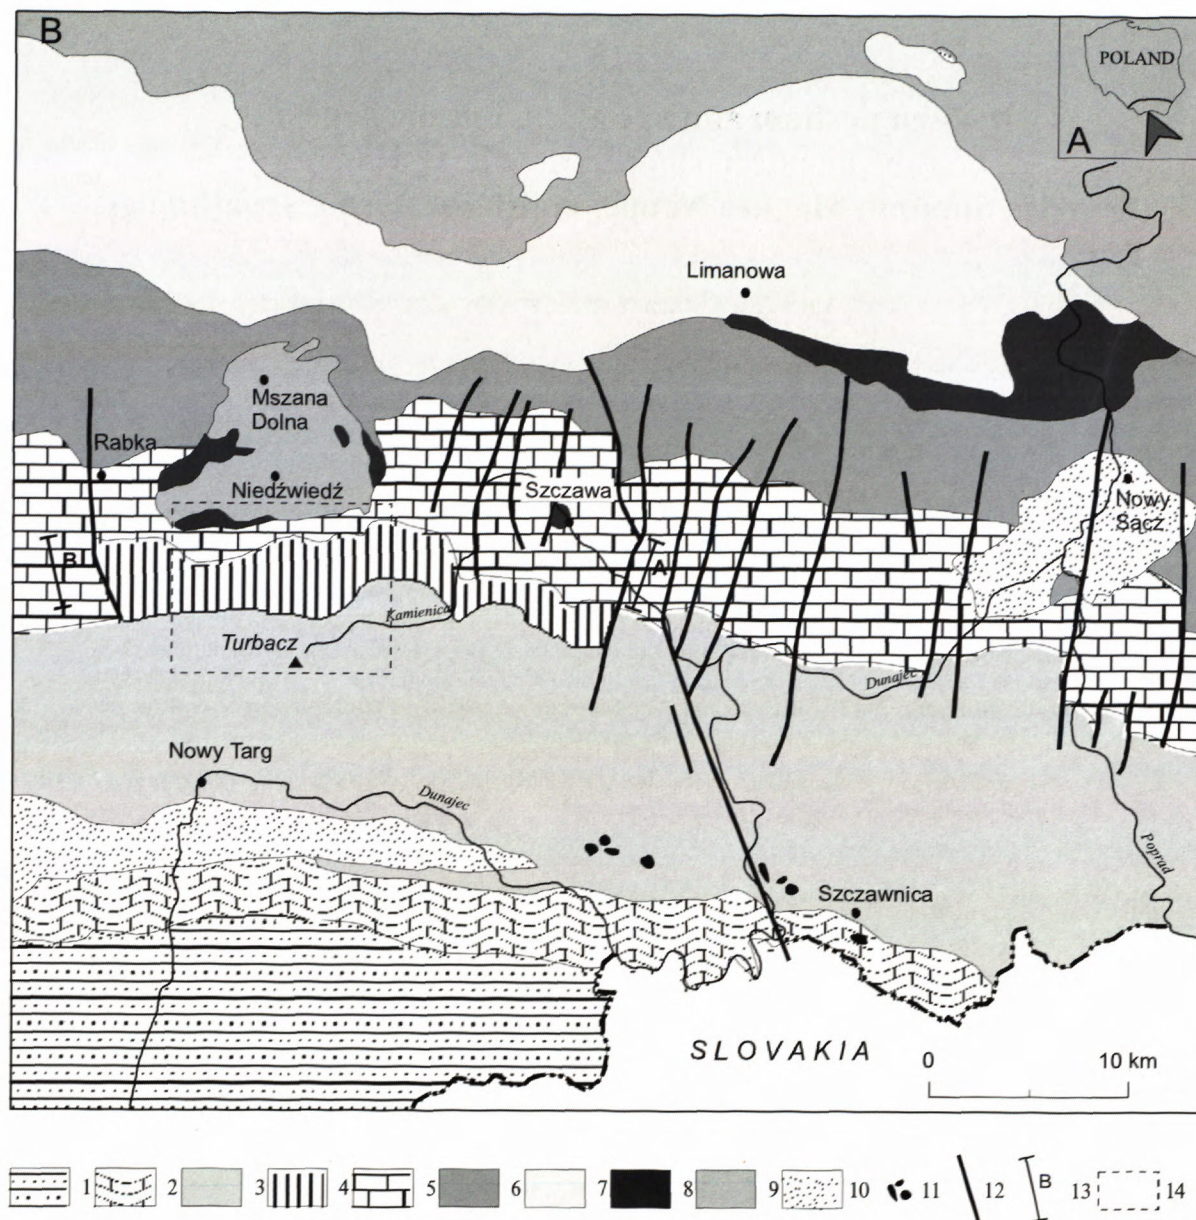 B
POLAND
A
Limanowa
Mszana
Dolna
Rabka
Niedźwiedź
Szczawa
Nowy
Sącz
B
A
Kamienica
Turbacz
Dunajec
Nowy Targ
Dunajec
Poprad
Szczawnica
SLOVAKIA
0 10 km
1 2 3 4 5 6 7 8 9 10 11 12 B 13 14